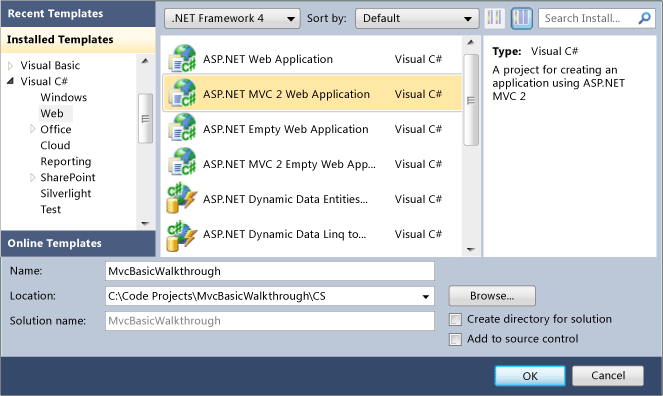 Recent Templates
Installed Templates
Visual Basic
Visual C#
Windows
Web
Office
Cloud
Reporting
SharePoint
Silverlight
Test
Online Templates
.NET Framework 4
Sort by: Default
Search Install...
ASP.NET Web Application Visual C#
ASP.NET MVC 2 Web Application Visual C#
ASP.NET Empty Web Application Visual C#
ASP.NET MVC 2 Empty Web App... Visual C#
ASP.NET Dynamic Data Entities... Visual C#
ASP.NET Dynamic Data Linq to... Visual C#
Type: Visual C#
A project for creating an
application using ASP.NET
MVC 2
Name: MvcBasicWalkthrough
Location: C:\Code Projects\MvcBasicWalkthrough\CS
Browse...
Solution name: MvcBasicWalkthrough
Create directory for solution
Add to source control
OK Cancel